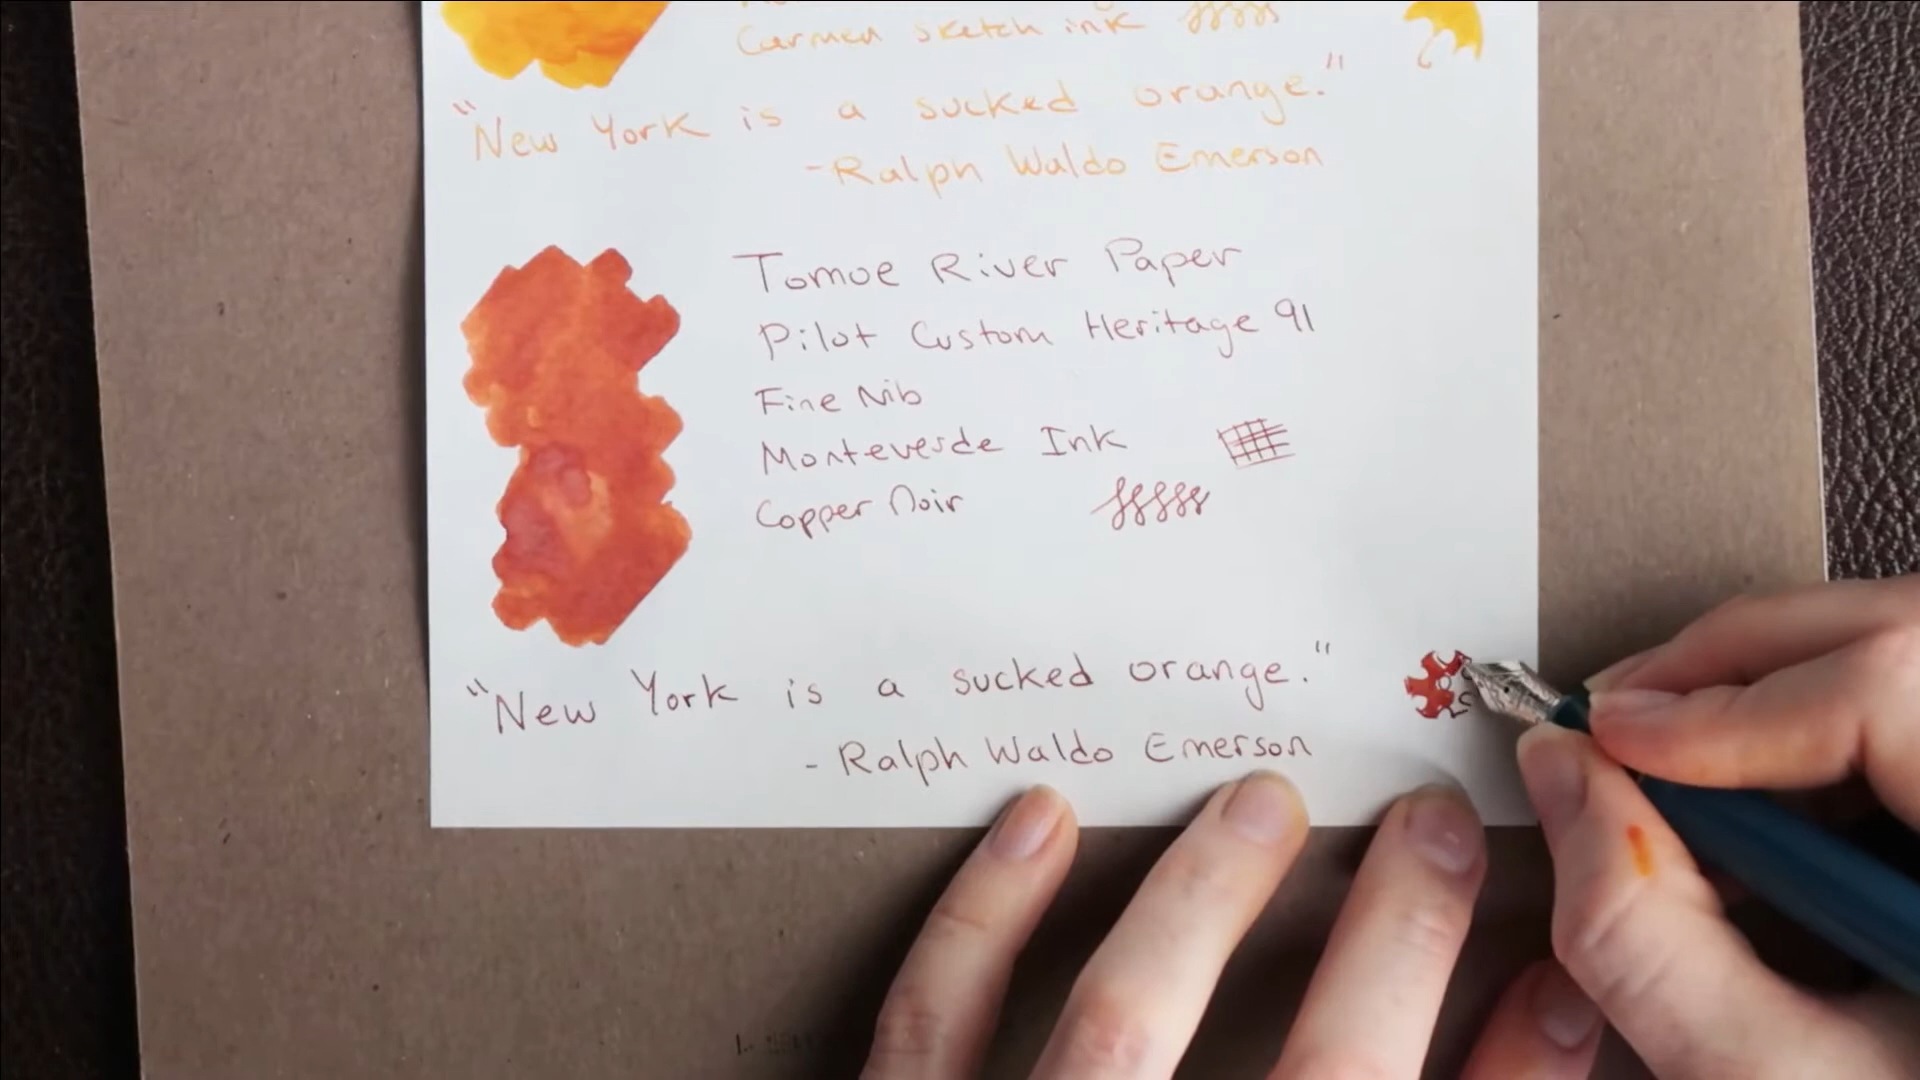 Carmen sketch ink
"New York is a sucked orange."
-Ralph Waldo Emerson
Tomoe River Paper
Pilot Custom Heritage 91
Fine Nib
Monteverde Ink
Copper Noir
"New York is a sucked orange."
- Ralph Waldo Emerson